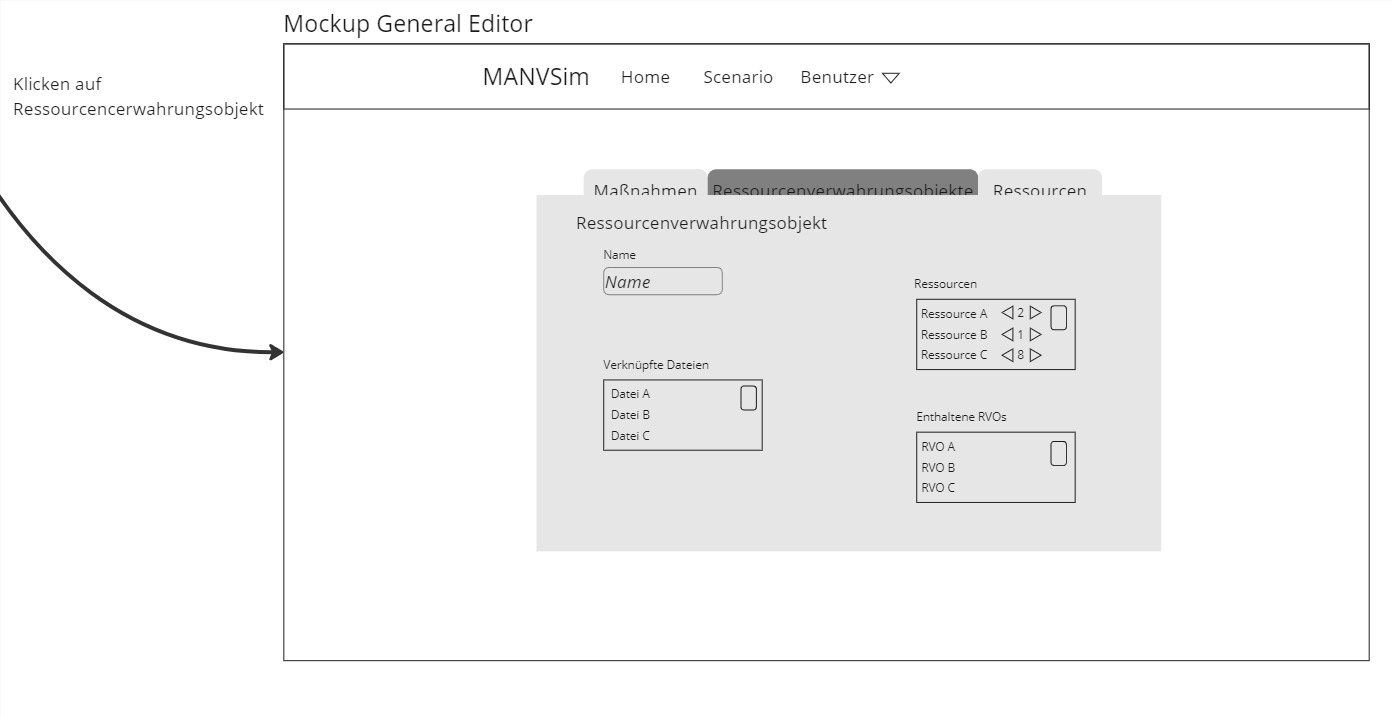 Mockup General Editor
Klicken auf
Ressourcencerwahrungsobjekt
MANVSim Home Scenario Benutzer
Maßnahmen Ressourcenverwahrungsobjekte Ressourcen
Ressourcenverwahrungsobjekt
Name
Name
Verknüpfte Dateien
Datei A
Datei B
Datei C
Ressourcen
Ressource A 2
Ressource B 1
Ressource C 8
Enthaltene RVOs
RVO A
RVO B
RVO C